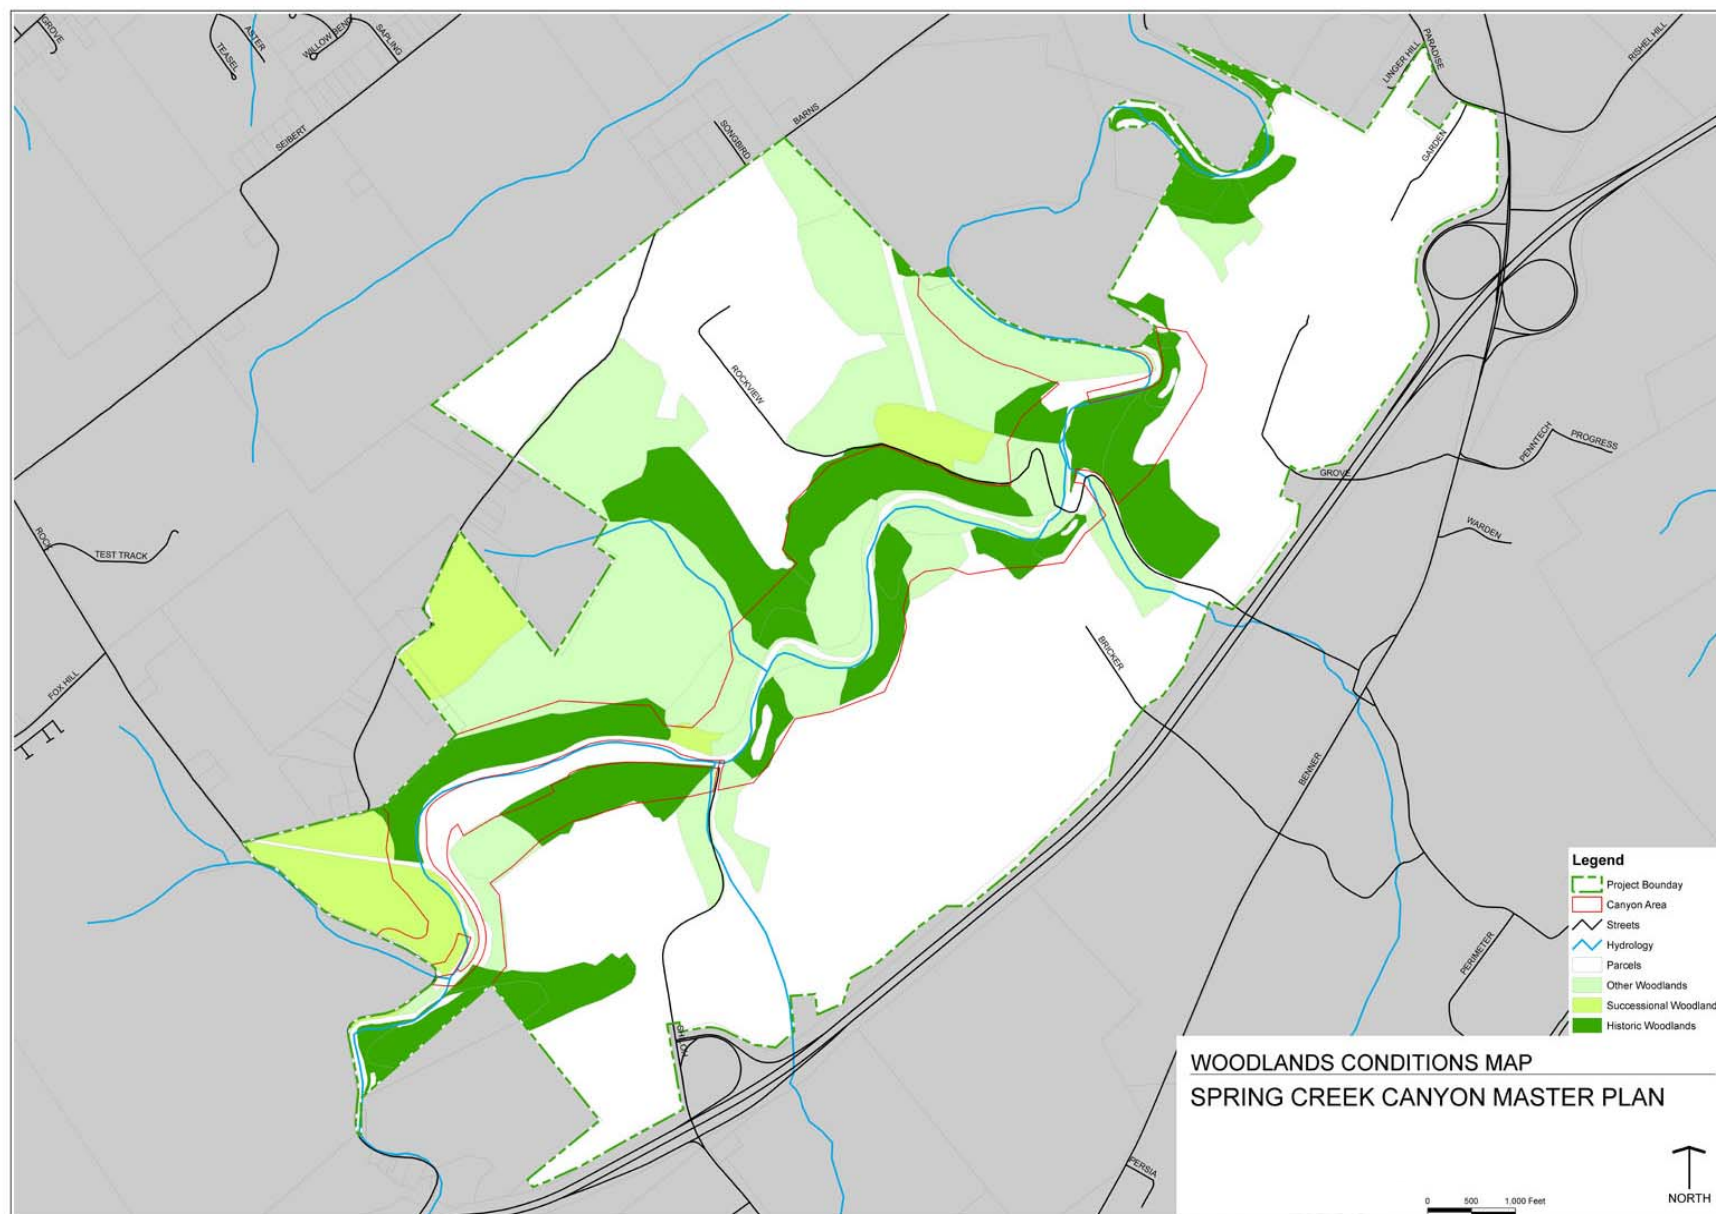 GROVE
TEASEL
ASTER
WILLOW BEND
SAPLING
SEIBERT
SONGBIRD
BARNS
LINGER HILL
PARADISE
RISHEL HILL
GARDEN
ROCKVIEW
GROVE
PENNTECH
PROGRESS
WARDEN
ROCK
TEST TRACK
FOX HILL
BRICKER
BENNER
PERIMETER
SHILOH
PERSIA
Legend
Project Bounday
Canyon Area
Streets
Hydrology
Parcels
Other Woodlands
Successional Woodland
Historic Woodlands
WOODLANDS CONDITIONS MAP
SPRING CREEK CANYON MASTER PLAN
NORTH
0 500 1,000 Feet